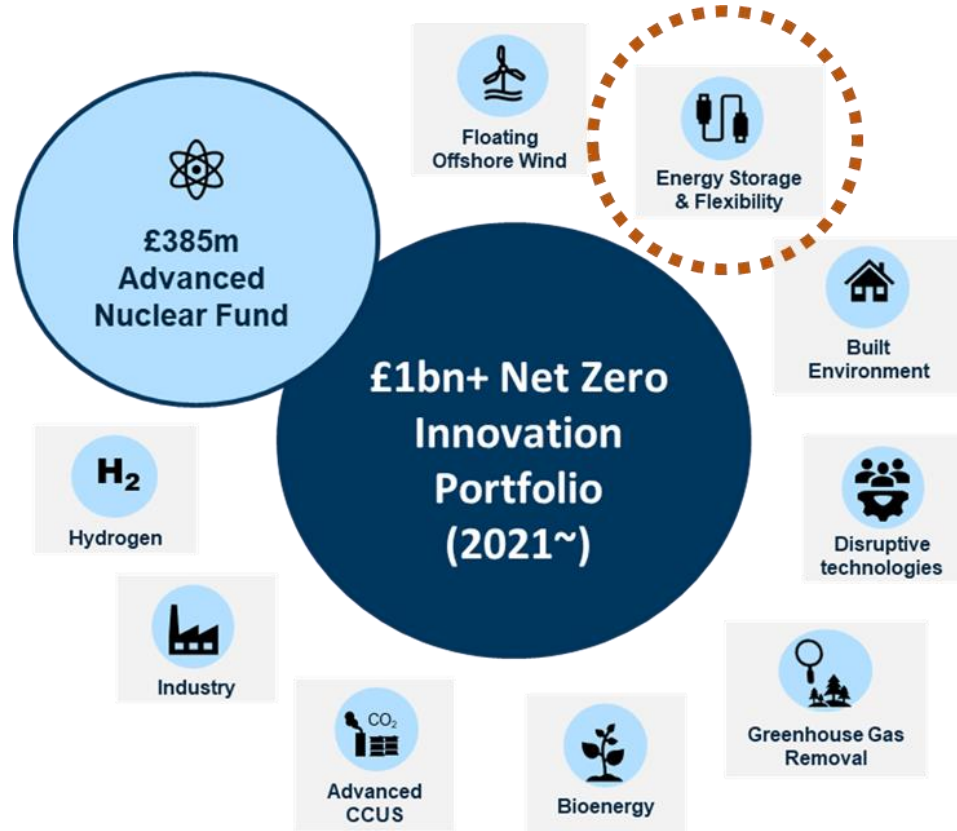 Floating
Offshore Wind
Energy Storage
& Flexibility
£385m
Advanced
Nuclear Fund
Built
Environment
£1bn+ Net Zero
Innovation
Portfolio
(2021~)
H₂
Hydrogen
Disruptive
technologies
Industry
CO₂
Advanced
CCUS
Bioenergy
Greenhouse Gas
Removal